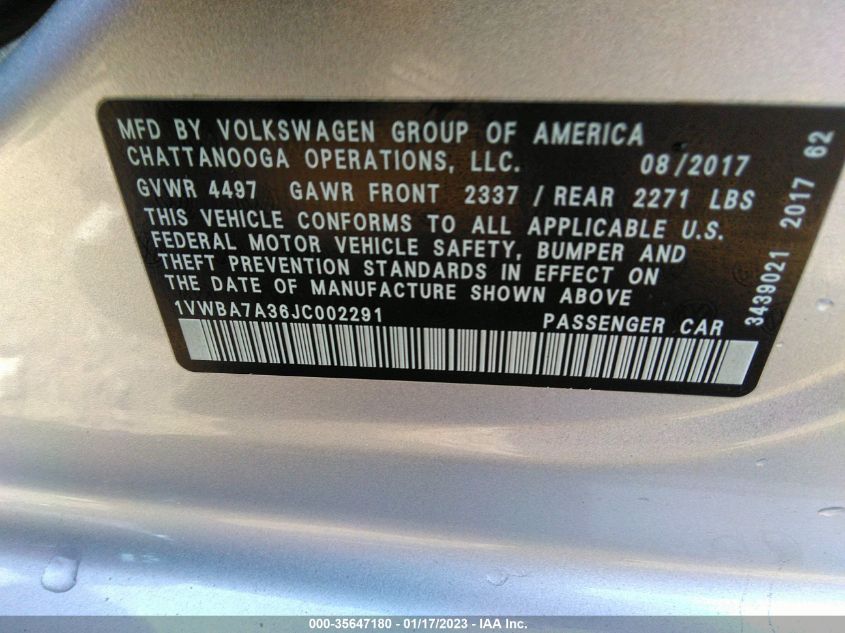 MFD BY VOLKSWAGEN GROUP OF AMERICA
CHATTANOOGA OPERATIONS, LLC. 08/2017
GVWR 4497 GAWR FRONT 2337 / REAR 2271 LBS
THIS VEHICLE CONFORMS TO ALL APPLICABLE U.S.
FEDERAL MOTOR VEHICLE SAFETY, BUMPER AND
THEFT PREVENTION STANDARDS IN EFFECT ON
THE DATE OF MANUFACTURE SHOWN ABOVE
1VWBA7A36JC002291 PASSENGER CAR
3439021 2017 62
000-35647180 - 01/17/2023 - IAA Inc.